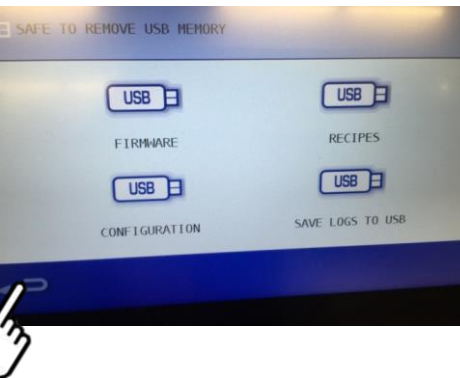 SAFE TO REMOVE USB MEMORY
USB
USB
FIRMWARE
RECIPES
USB
USB
CONFIGURATION
SAVE LOGS TO USB